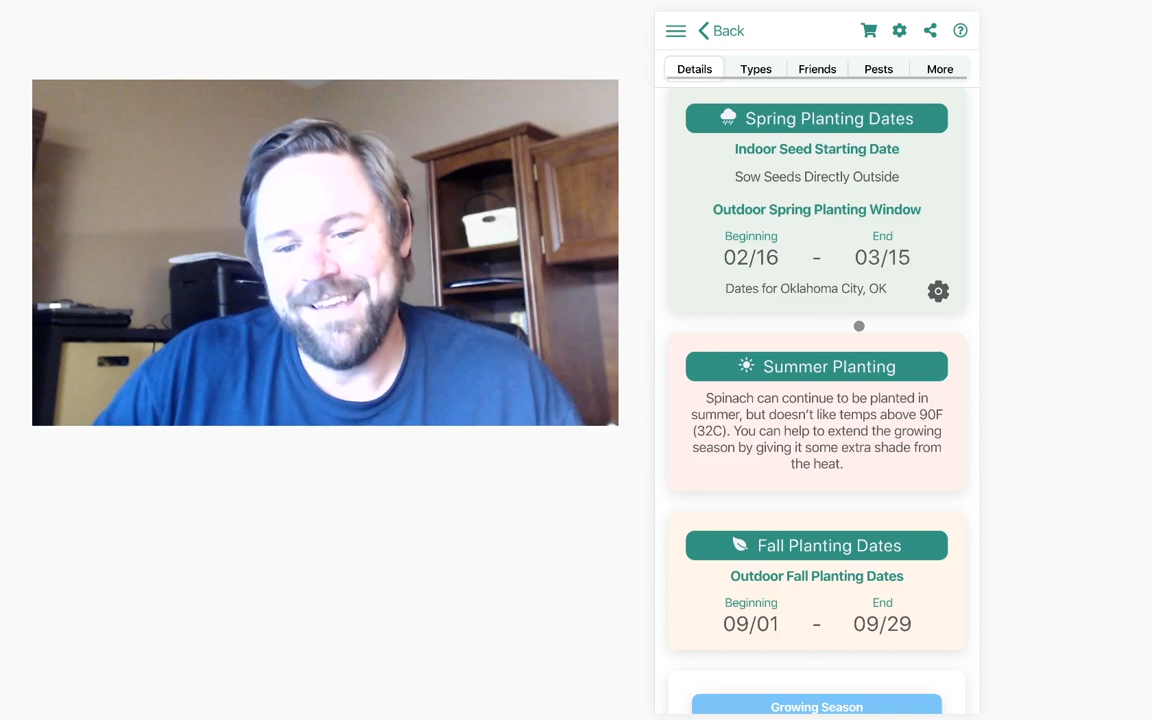 Back
Details Types Friends Pests More
Spring Planting Dates
Indoor Seed Starting Date
Sow Seeds Directly Outside
Outdoor Spring Planting Window
Beginning End
02/16 - 03/15
Dates for Oklahoma City, OK
Summer Planting
Spinach can continue to be planted in
summer, but doesn't like temps above 90F
(32C). You can help to extend the growing
season by giving it some extra shade from
the heat.
Fall Planting Dates
Outdoor Fall Planting Dates
Beginning End
09/01 - 09/29
Growing Season